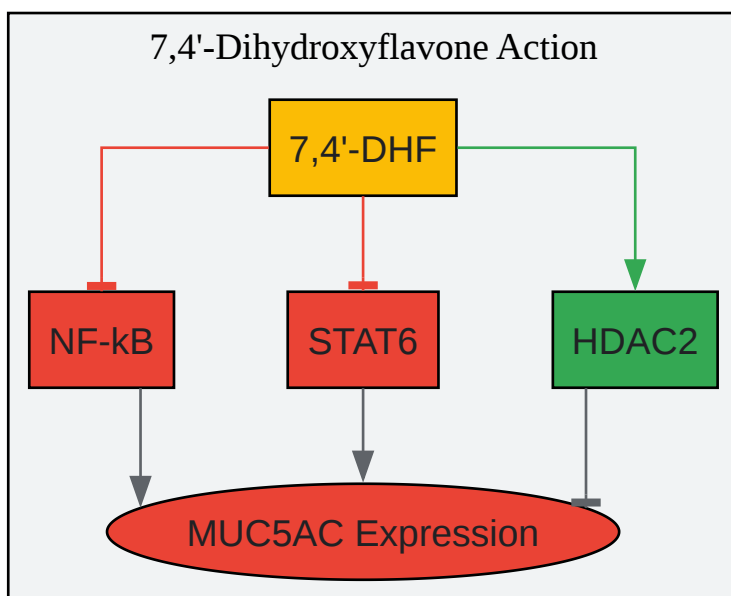 7,4'-Dihydroxyflavone Action
7,4'-DHF
NF-kB
STAT6
HDAC2
MUC5AC Expression